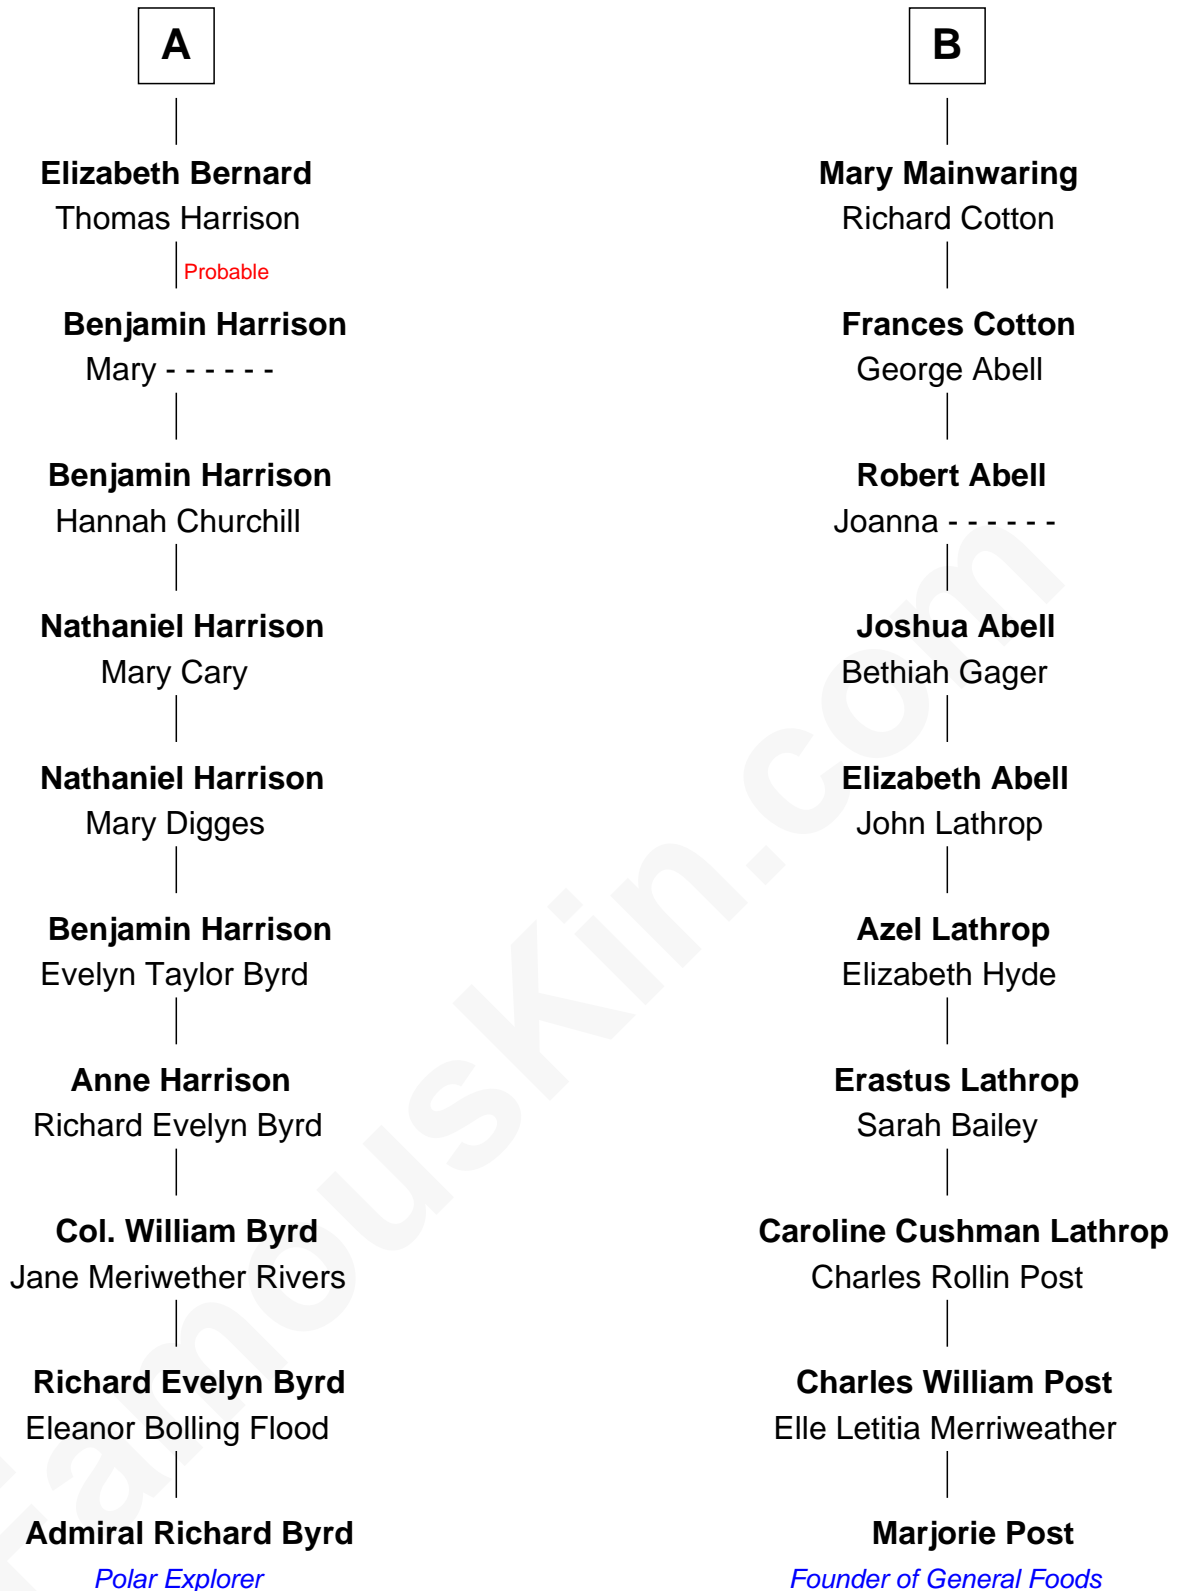 A
B
Elizabeth Bernard
Thomas Harrison
Mary Mainwaring
Richard Cotton
Probable
Benjamin Harrison
Mary - - - - - -
Frances Cotton
George Abell
Benjamin Harrison
Hannah Churchill
Robert Abell
Joanna - - - - - -
Nathaniel Harrison
Mary Cary
Joshua Abell
Bethiah Gager
Nathaniel Harrison
Mary Digges
Elizabeth Abell
John Lathrop
Benjamin Harrison
Evelyn Taylor Byrd
Azel Lathrop
Elizabeth Hyde
Anne Harrison
Richard Evelyn Byrd
Erastus Lathrop
Sarah Bailey
Col. William Byrd
Jane Meriwether Rivers
Caroline Cushman Lathrop
Charles Rollin Post
Richard Evelyn Byrd
Eleanor Bolling Flood
Charles William Post
Elle Letitia Merriweather
Admiral Richard Byrd
Polar Explorer
Marjorie Post
Founder of General Foods
FamousKin.com